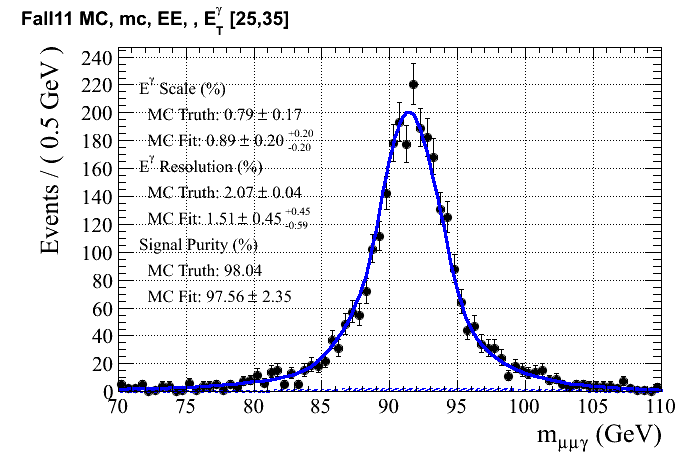 Fall11 MC, mc, EE, , E_T^γ [25,35]
Events / ( 0.5 GeV )
240
220
200
180
160
140
120
100
80
60
40
20
0
E^γ Scale (%)
MC Truth: 0.79 ± 0.17
MC Fit: 0.89 ± 0.20 +0.20 -0.20
E^γ Resolution (%)
MC Truth: 2.07 ± 0.04
MC Fit: 1.51 ± 0.45 +0.45 -0.59
Signal Purity (%)
MC Truth: 98.04
MC Fit: 97.56 ± 2.35
70 75 80 85 90 95 100 105 110
m_μμγ (GeV)